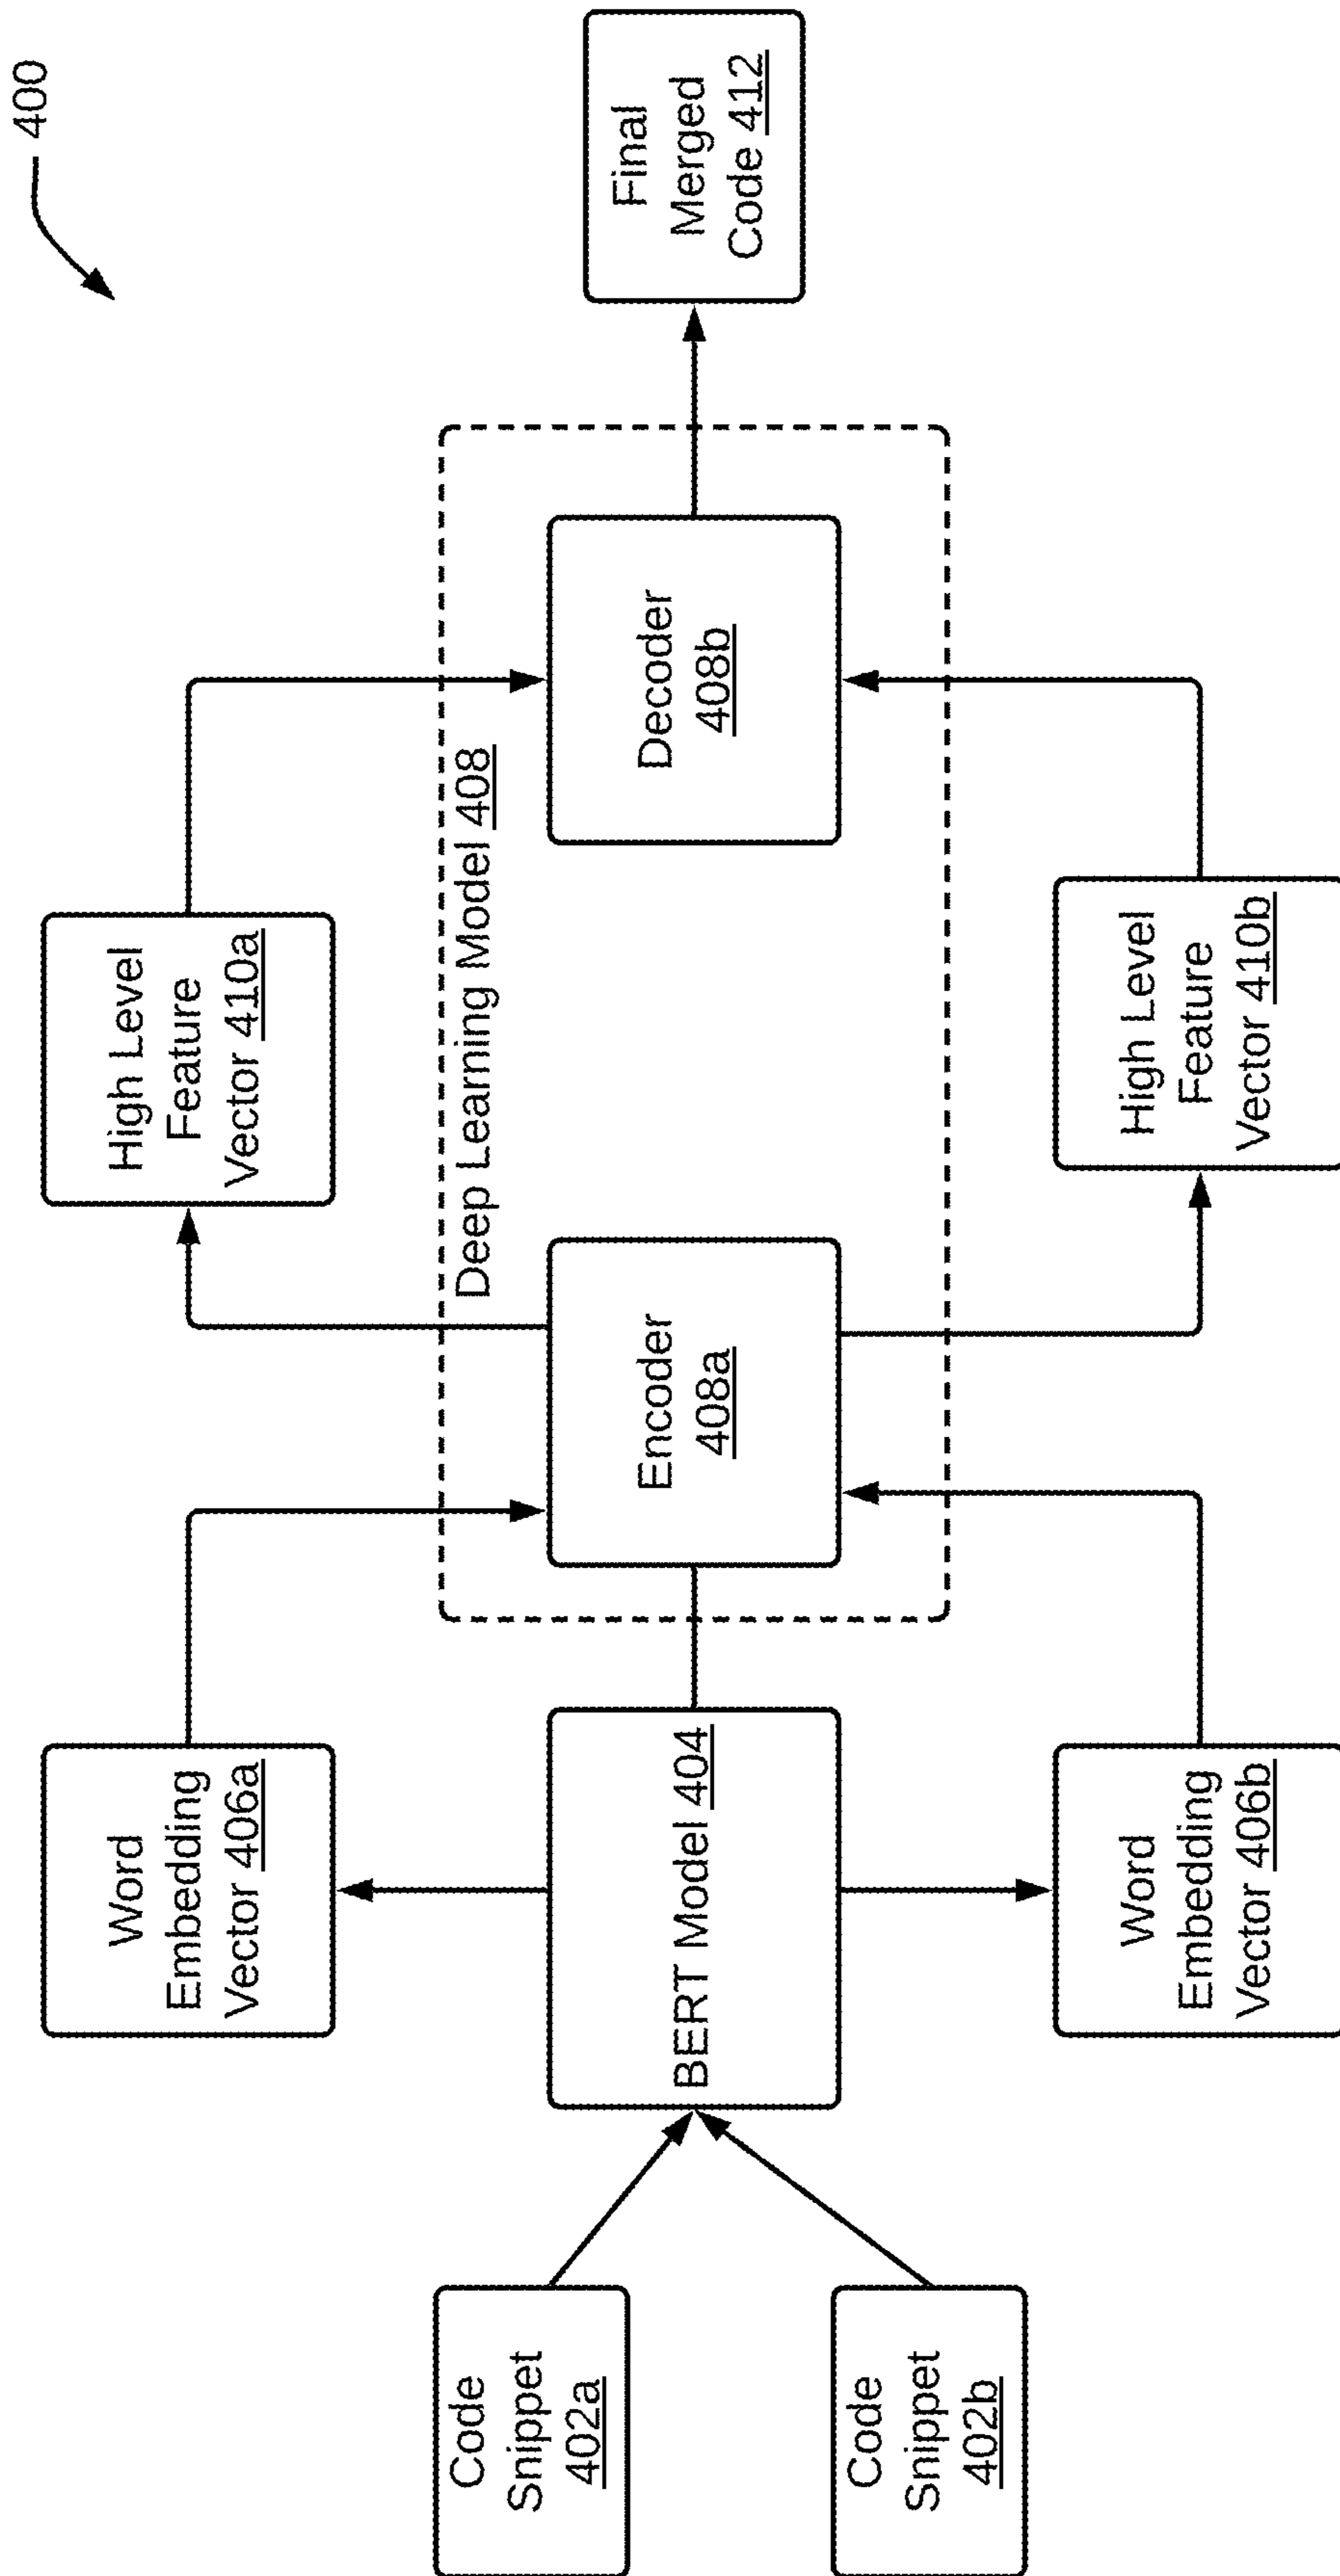 400
Code
Snippet
402a
Code
Snippet
402b
BERT Model 404
Word
Embedding
Vector 406a
Word
Embedding
Vector 406b
Deep Learning Model 408
Encoder
408a
High Level
Feature
Vector 410a
High Level
Feature
Vector 410b
Decoder
408b
Final
Merged
Code 412